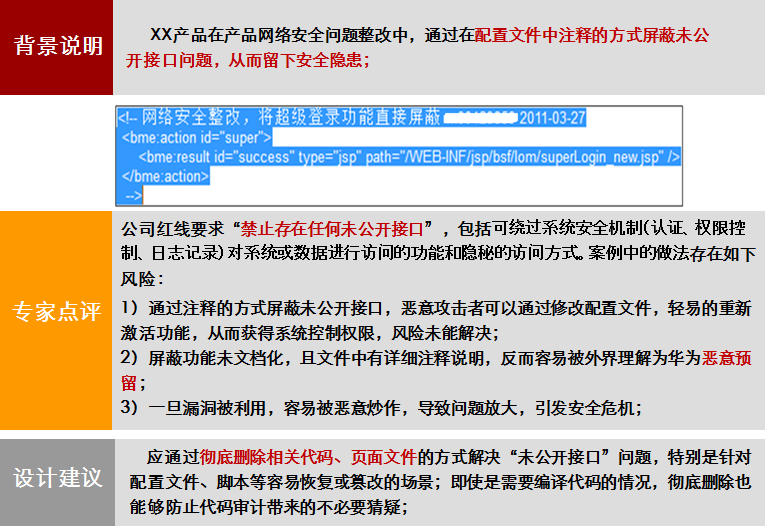 背景说明
XX产品在产品网络安全问题整改中，通过在配置文件中注释的方式屏蔽未公
开接口问题，从而留下安全隐患；
<!-- 网络安全整改，将超级登录功能直接屏蔽 2011-03-27
<bme:action id="super">
<bme:result id="success" type="jsp" path="/WEB-INF/jsp/bsf/lom/superLogin_new.jsp" />
</bme:action>
-->
专家点评
公司红线要求“禁止存在任何未公开接口”，包括可绕过系统安全机制(认证、权限控
制、日志记录)对系统或数据进行访问的功能和隐秘的访问方式。案例中的做法存在如下
风险：
1）通过注释的方式屏蔽未公开接口，恶意攻击者可以通过修改配置文件，轻易的重新
激活功能，从而获得系统控制权限，风险未能解决；
2）屏蔽功能未文档化，且文件中有详细注释说明，反而容易被外界理解为华为恶意预
留；
3）一旦漏洞被利用，容易被恶意炒作，导致问题放大，引发安全危机；
设计建议
应通过彻底删除相关代码、页面文件的方式解决“未公开接口”问题，特别是针对
配置文件、脚本等容易恢复或篡改的场景；即使是需要编译代码的情况，彻底删除也
能够防止代码审计带来的不必要猜疑；